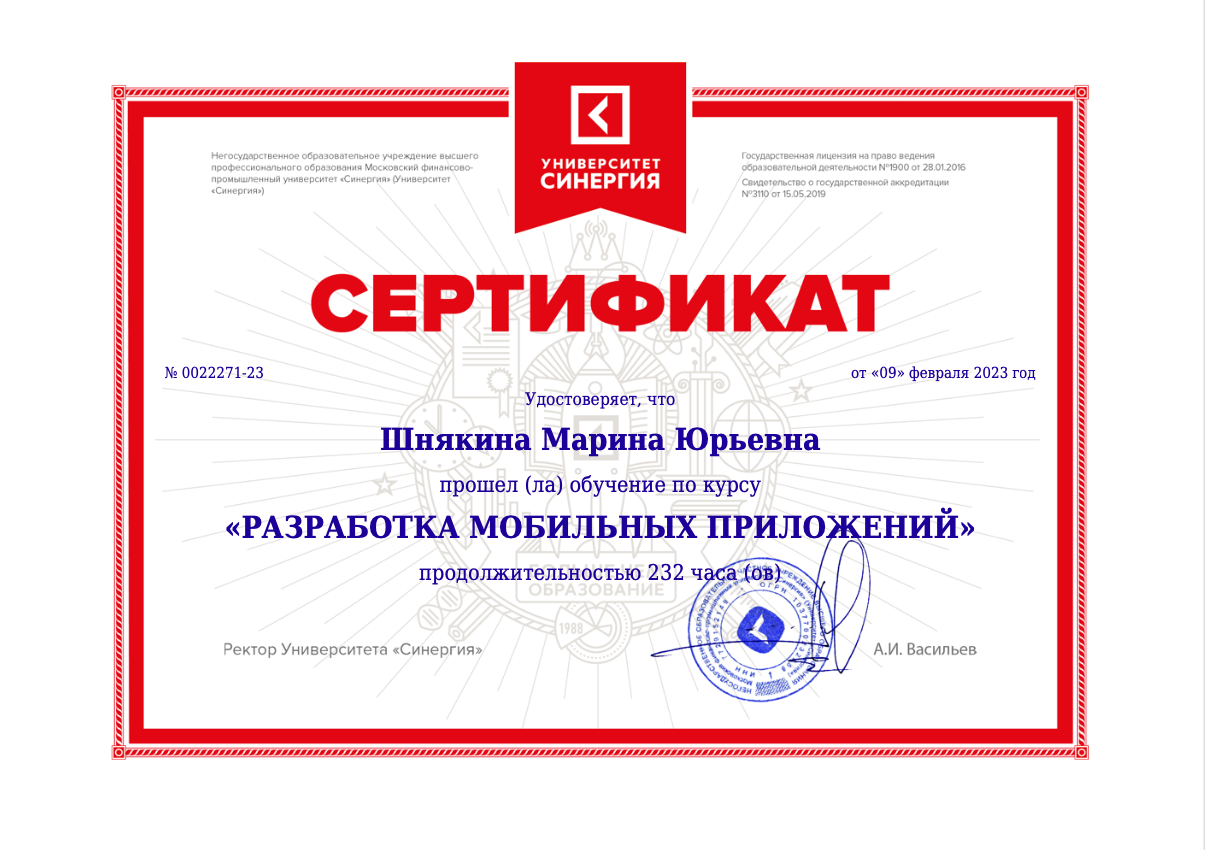 Негосударственное образовательное учреждение высшего
профессионального образования Московский финансово-
промышленный университет «Синергия» (Университет
«Синергия»)
УНИВЕРСИТЕТ
СИНЕРГИЯ
Государственная лицензия на право ведения
образовательной деятельности №1900 от 28.01.2016
Свидетельство о государственной аккредитации
№3110 от 15.05.2019
СЕРТИФИКАТ
№ 0022271-23
от «09» февраля 2023 год
Удостоверяет, что
Шнякина Марина Юрьевна
прошел (ла) обучение по курсу
«РАЗРАБОТКА МОБИЛЬНЫХ ПРИЛОЖЕНИЙ»
продолжительностью 232 часа (ов)
ОБРАЗОВАНИЕ
1988
Ректор Университета «Синергия»
А.И. Васильев